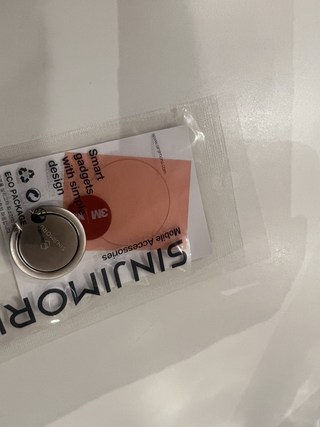 Smart
gadgets
with simple
design
3M
ECO PACKAGE
Mobile Accessories
SINJIMORU